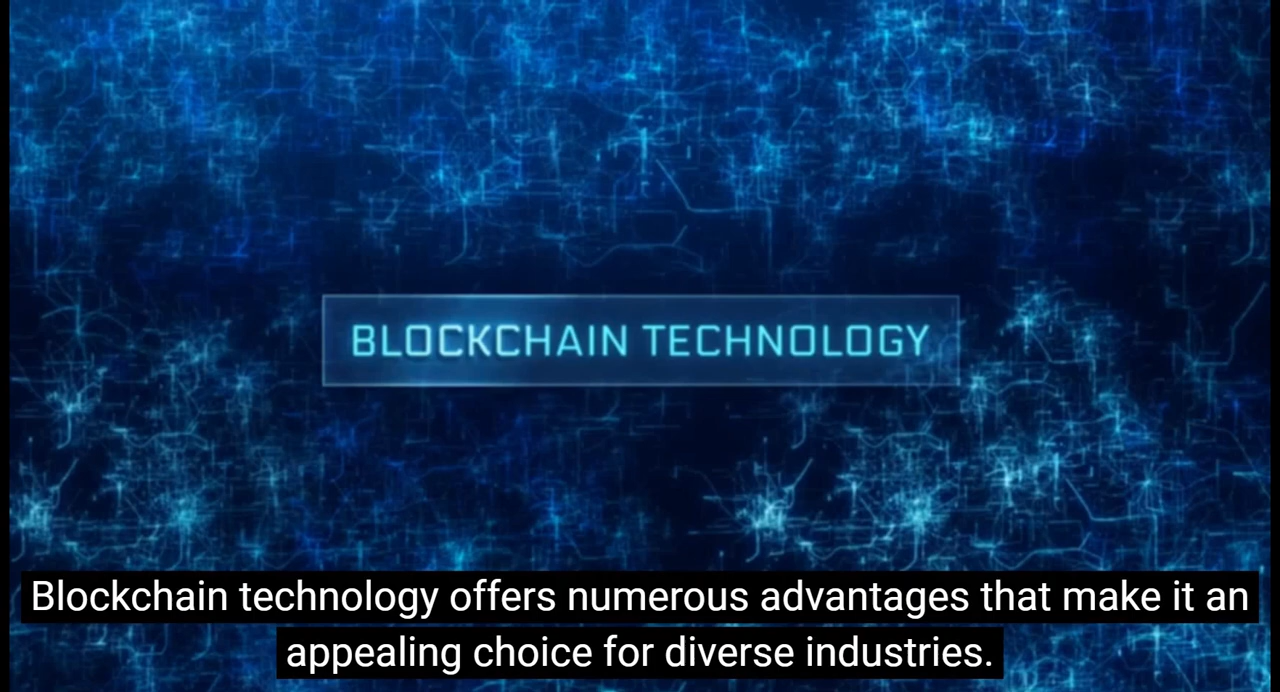 BLOCKCHAIN TECHNOLOGY
Blockchain technology offers numerous advantages that make it an
appealing choice for diverse industries.